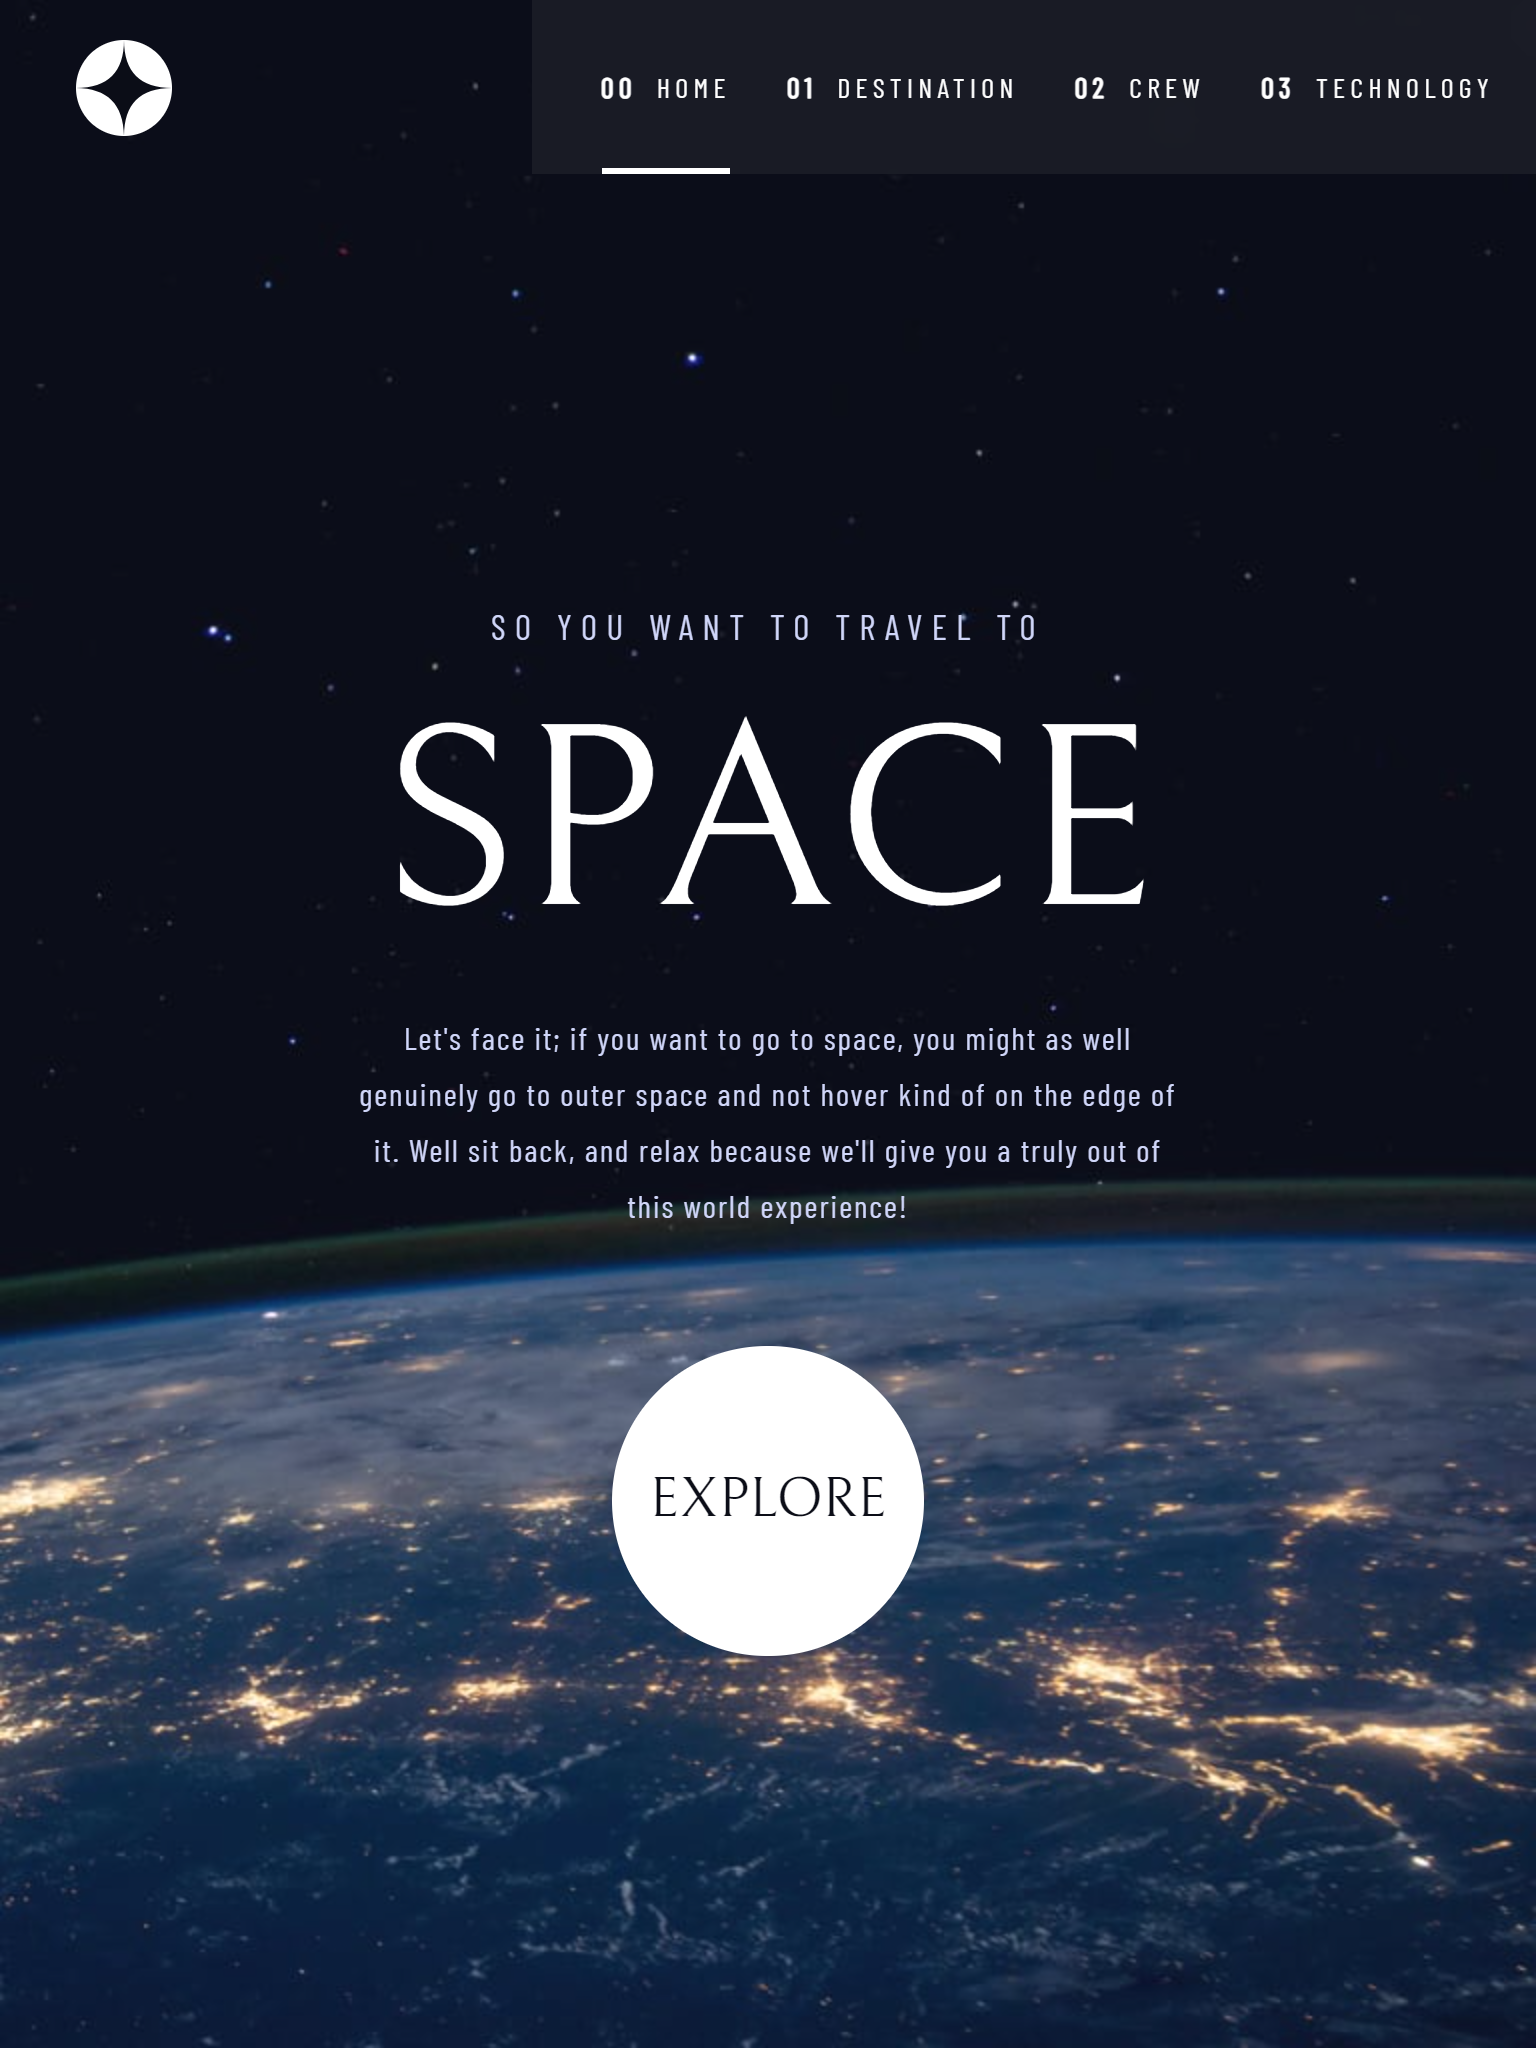 00 HOME 01 DESTINATION 02 CREW 03 TECHNOLOGY
SO YOU WANT TO TRAVEL TO
SPACE
Let's face it; if you want to go to space, you might as well
genuinely go to outer space and not hover kind of on the edge of
it. Well sit back, and relax because we'll give you a truly out of
this world experience!
EXPLORE